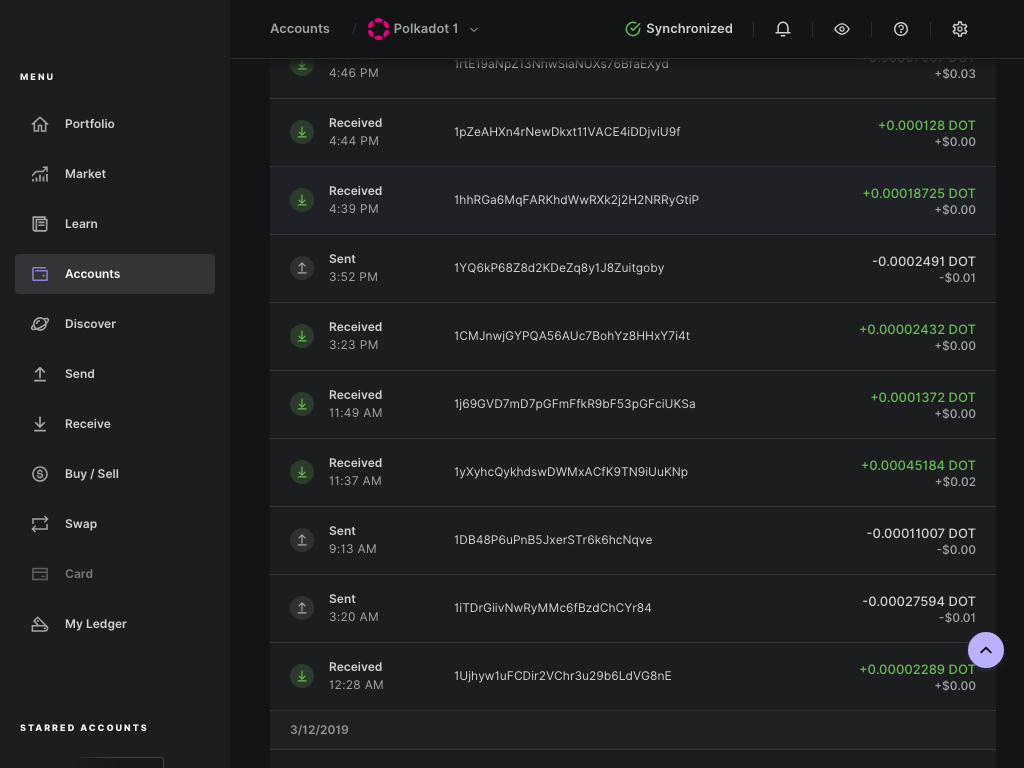 Accounts / Polkadot 1
Synchronized
MENU
Portfolio
Market
Learn
Accounts
Discover
Send
Receive
Buy / Sell
Swap
Card
My Ledger
STARRED ACCOUNTS
4:46 PM
+$0.03
Received
4:44 PM
1pZeAHXn4rNewDkxt11VACE4iDDjviU9f
+0.000128 DOT
+$0.00
Received
4:39 PM
1hhRGa6MqFARKhdWwRXk2j2H2NRRyGtiP
+0.00018725 DOT
+$0.00
Sent
3:52 PM
1YQ6kP68Z8d2KDeZq8y1J8Zuitgoby
-0.0002491 DOT
-$0.01
Received
3:23 PM
1CMJnwjGYPQA56AUc7BohYz8HHxY7i4t
+0.00002432 DOT
+$0.00
Received
11:49 AM
1j69GVD7mD7pGFmFfkR9bF53pGFciUKSa
+0.0001372 DOT
+$0.00
Received
11:37 AM
1yXyhcQykhdswDWMxACfK9TN9iUuKNp
+0.00045184 DOT
+$0.02
Sent
9:13 AM
1DB48P6uPnB5JxerSTr6k6hcNqve
-0.00011007 DOT
-$0.00
Sent
3:20 AM
1iTDrGiivNwRyMMc6fBzdChCYr84
-0.00027594 DOT
-$0.01
Received
12:28 AM
1Ujhyw1uFCDir2VChr3u29b6LdVG8nE
+0.00002289 DOT
+$0.00
3/12/2019